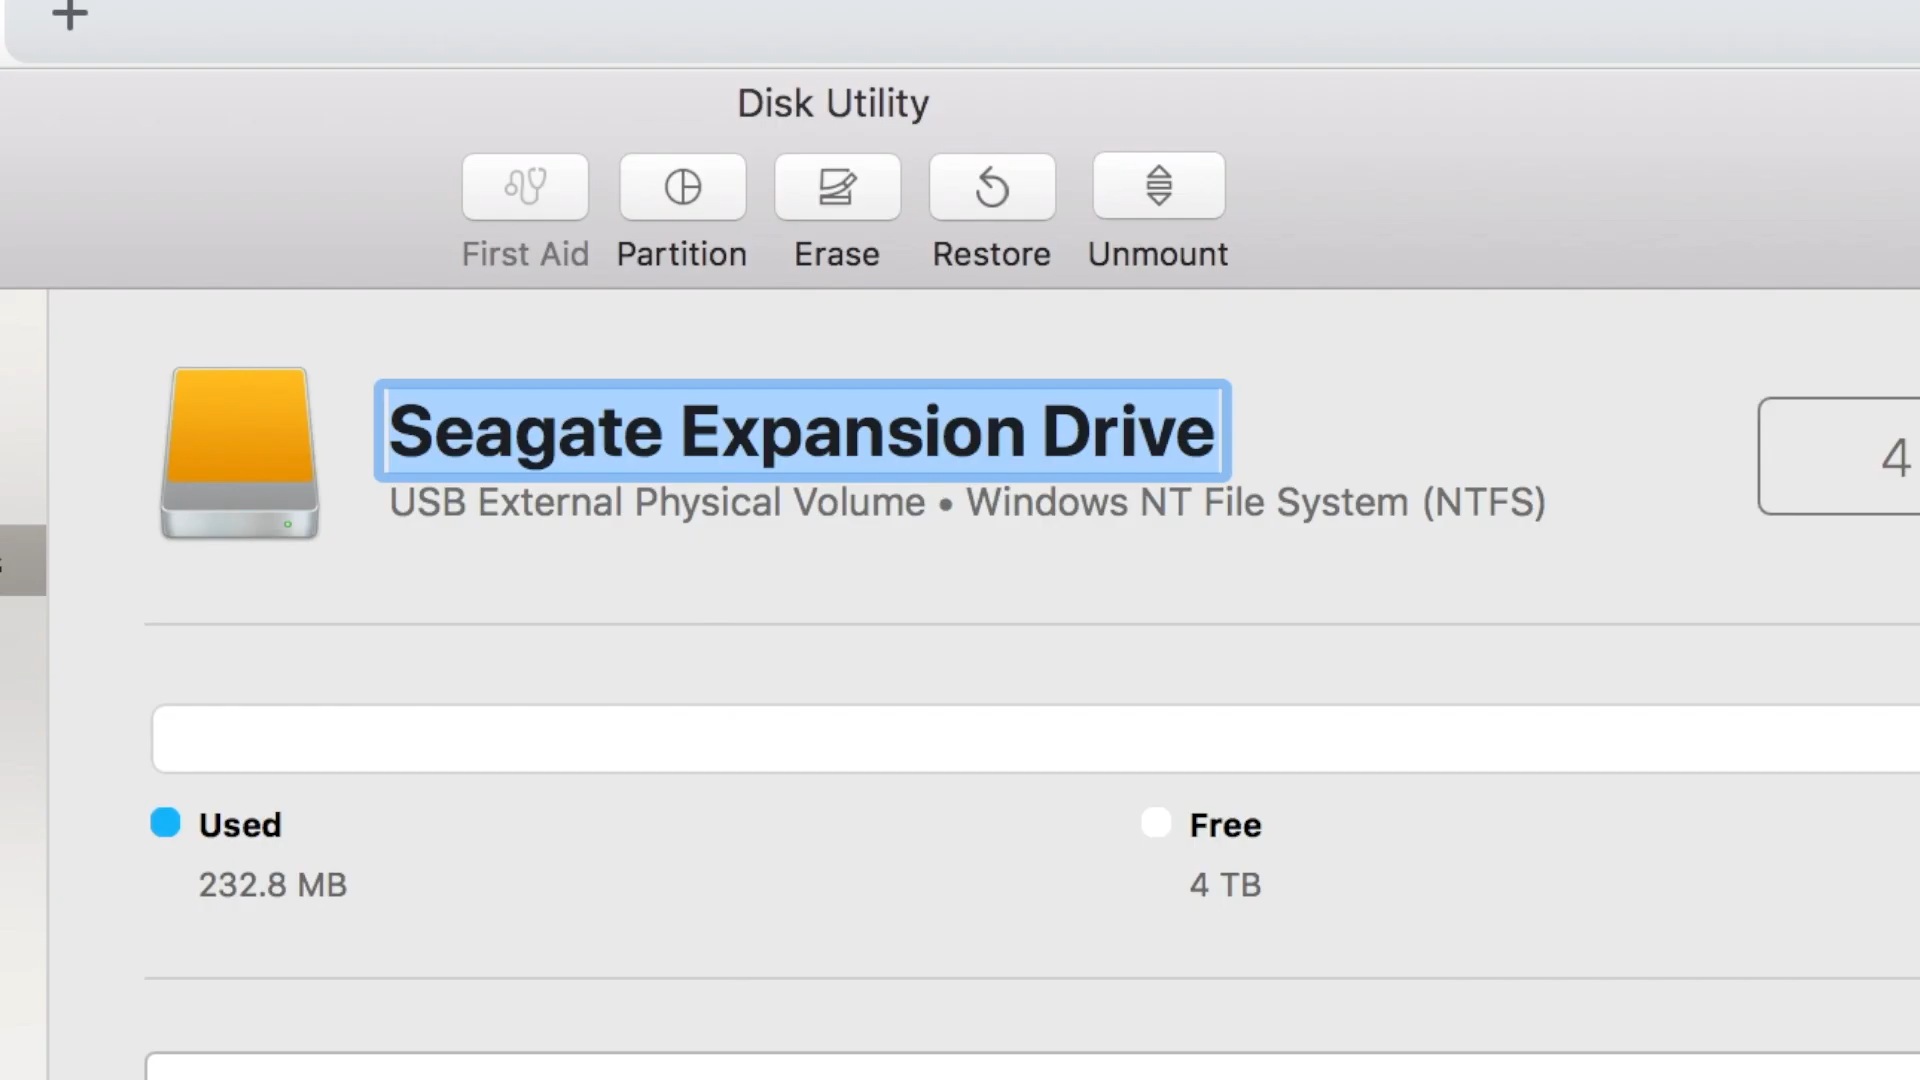 Disk Utility
First Aid Partition Erase Restore Unmount
Seagate Expansion Drive
4
USB External Physical Volume • Windows NT File System (NTFS)
Used Free
232.8 MB 4 TB